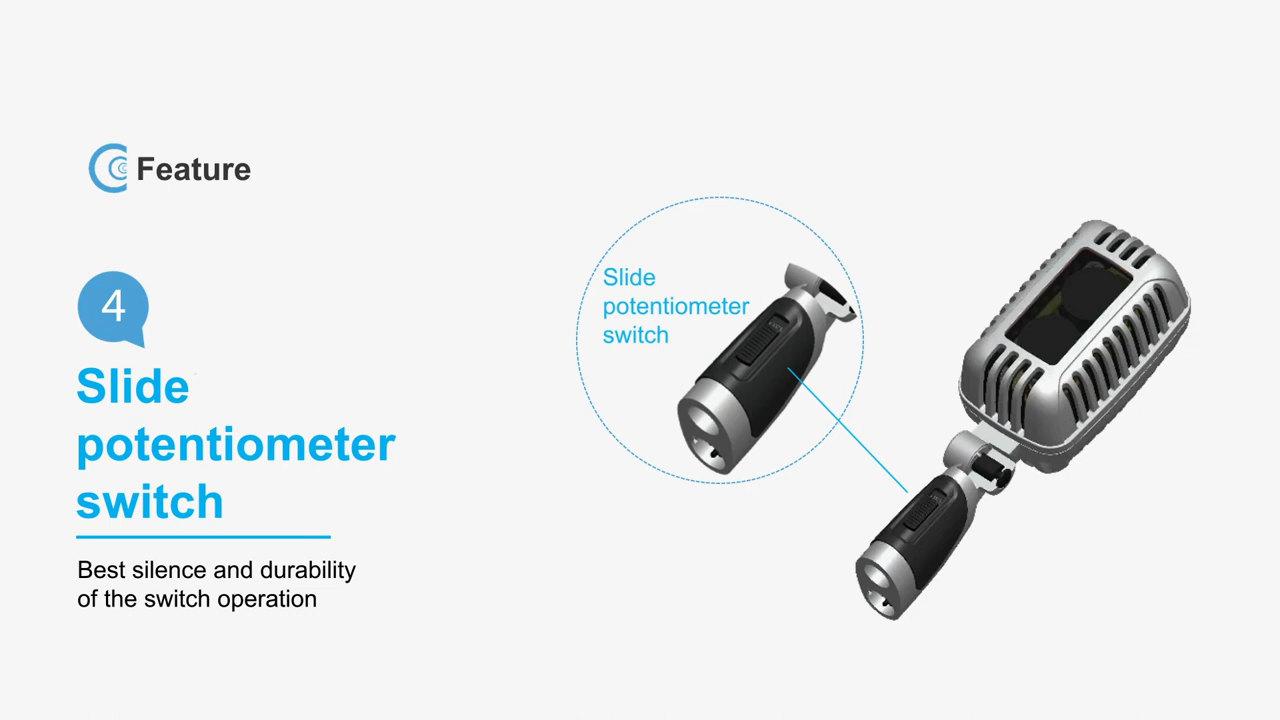 Feature
4
Slide
potentiometer
switch
Best silence and durability
of the switch operation
Slide
potentiometer
switch